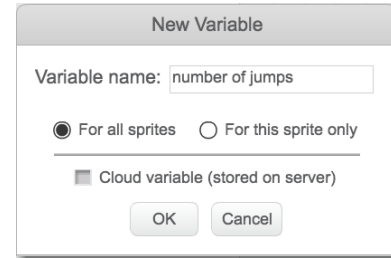 New Variable
Variable name: number of jumps
For all sprites For this sprite only
Cloud variable (stored on server)
OK Cancel